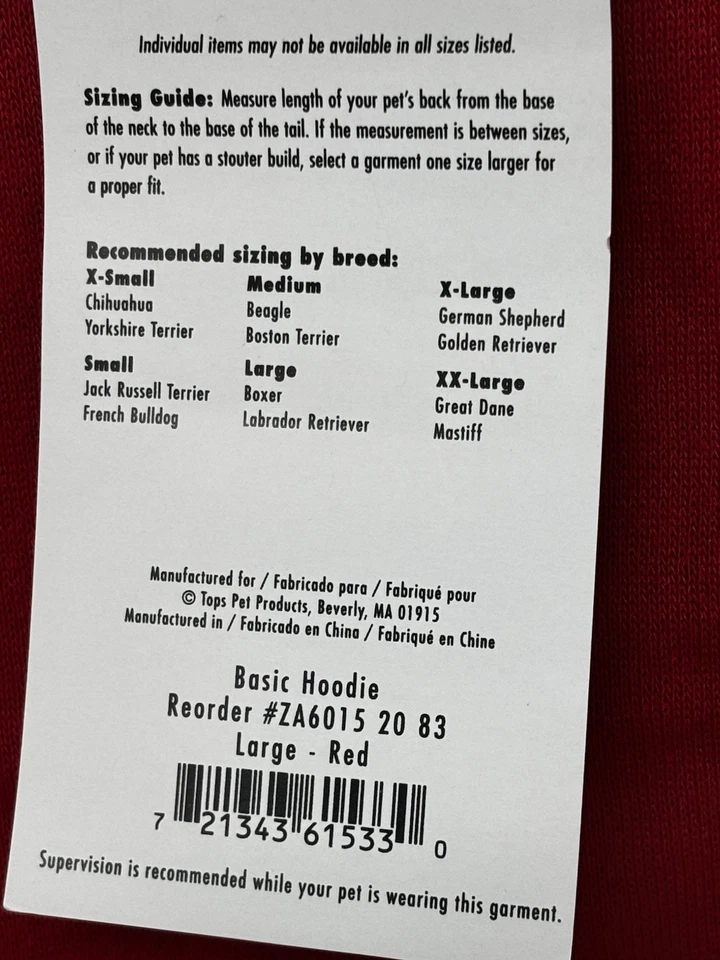 Individual items may not be available in all sizes listed.
Sizing Guide: Measure length of your pet's back from the base
of the neck to the base of the tail. If the measurement is between sizes,
or if your pet has a stouter build, select a garment one size larger for
a proper fit.
Recommended sizing by breed:
X-Small
Chihuahua
Yorkshire Terrier
Small
Jack Russell Terrier
French Bulldog
Medium
Beagle
Boston Terrier
Large
Boxer
Labrador Retriever
X-Large
German Shepherd
Golden Retriever
XX-Large
Great Dane
Mastiff
Manufactured for / Fabricado para / Fabriqué pour
© Tops Pet Products, Beverly, MA 01915
Manufactured in / Fabricado en China / Fabriqué en Chine
Basic Hoodie
Reorder #ZA6015 20 83
Large - Red
7 21343 61533 0
Supervision is recommended while your pet is wearing this garment.